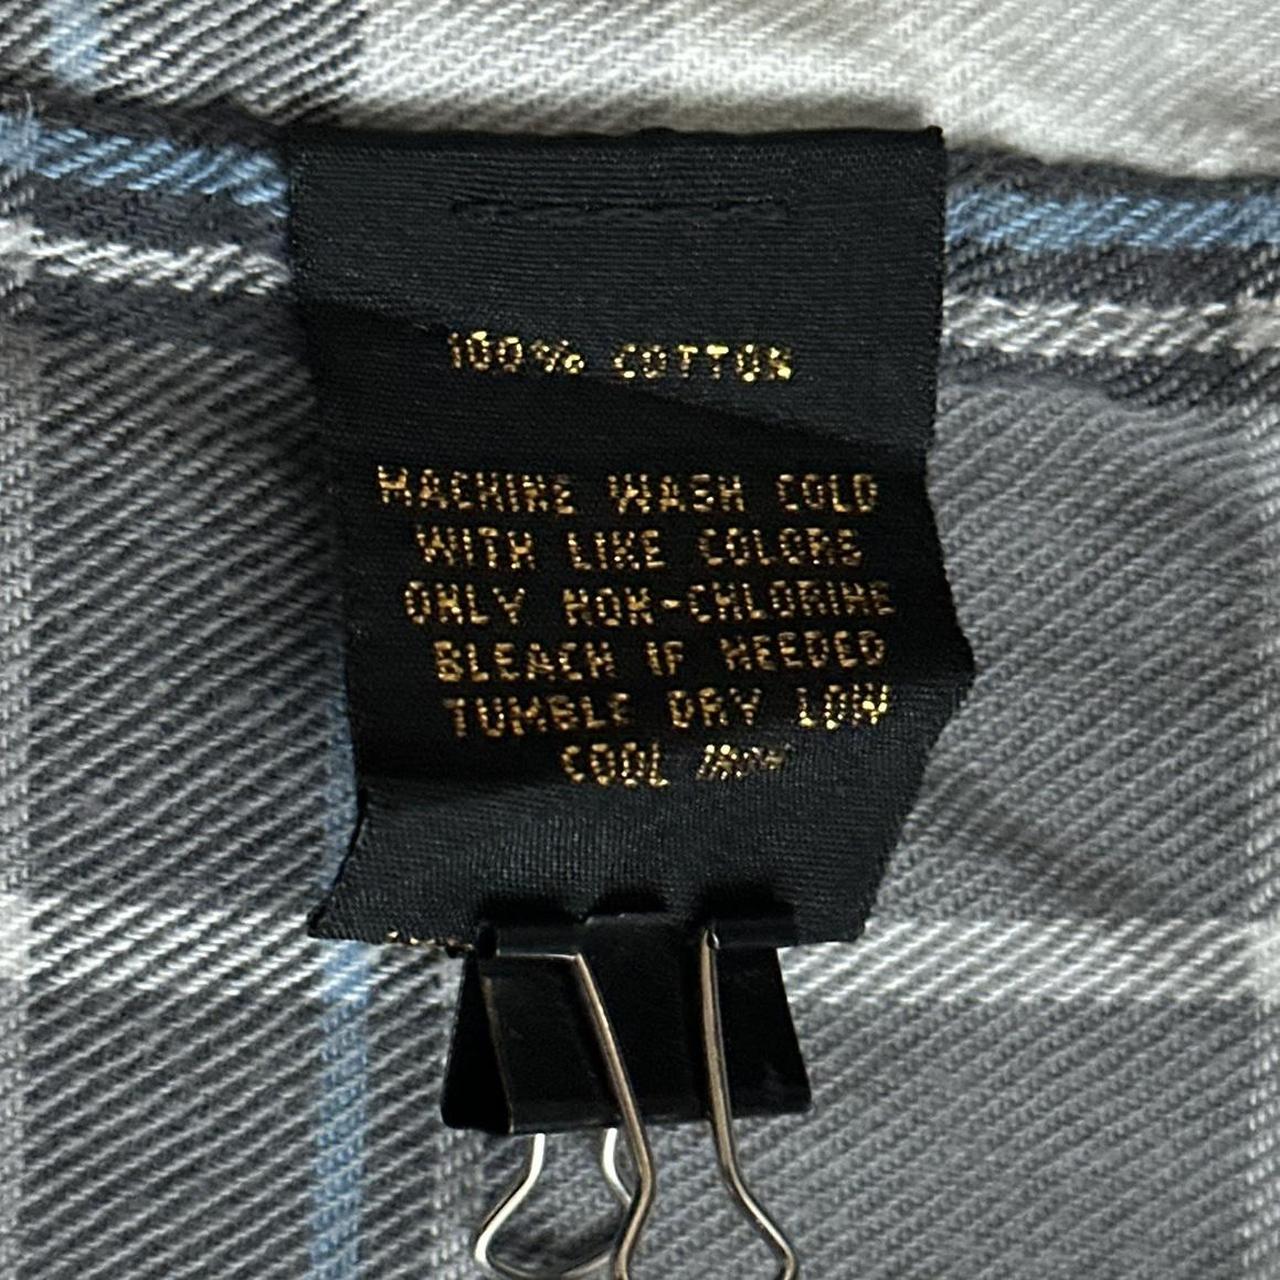 100% COTTON
MACHINE WASH COLD
WITH LIKE COLORS
ONLY NON-CHLORINE
BLEACH IF NEEDED
TUMBLE DRY LOW
COOL IRON